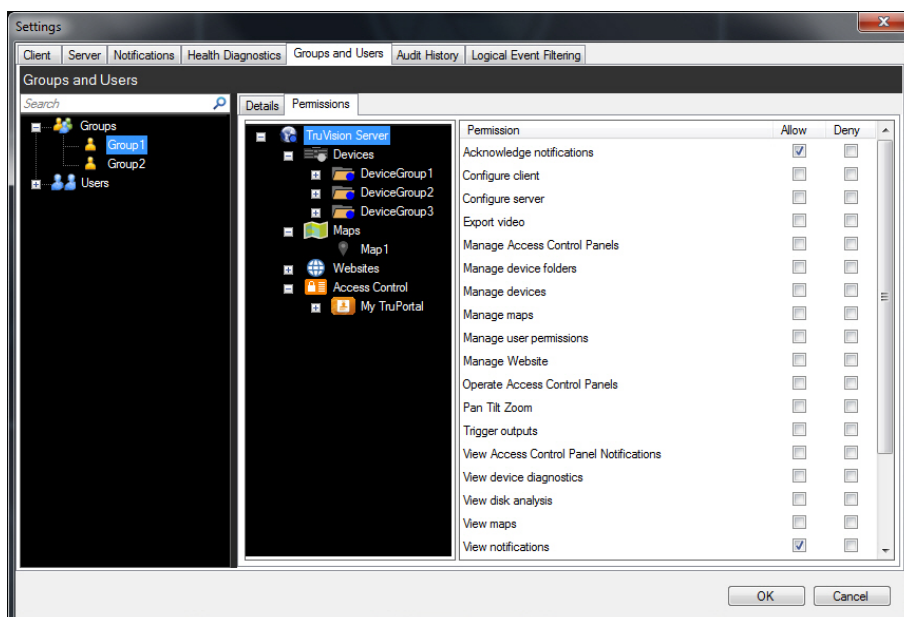 Settings
Client Server Notifications Health Diagnostics Groups and Users Audit History Logical Event Filtering
Groups and Users
Search
Groups
Group1
Group2
Users
Details Permissions
TruVision Server
Devices
DeviceGroup1
DeviceGroup2
DeviceGroup3
Maps
Map1
Websites
Access Control
My TruPortal
Permission Allow Deny
Acknowledge notifications
Configure client
Configure server
Export video
Manage Access Control Panels
Manage device folders
Manage devices
Manage maps
Manage user permissions
Manage Website
Operate Access Control Panels
Pan Tilt Zoom
Trigger outputs
View Access Control Panel Notifications
View device diagnostics
View disk analysis
View maps
View notifications
OK Cancel